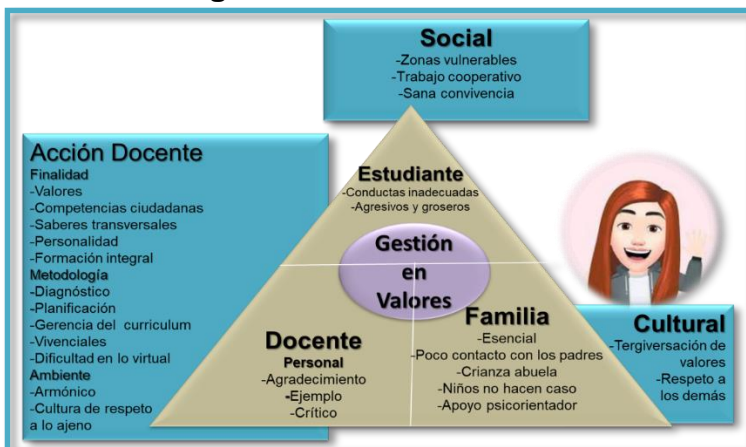 Social
-Zonas vulnerables
-Trabajo cooperativo
-Sana convivencia
Acción Docente
Finalidad
-Valores
-Competencias ciudadanas
-Saberes transversales
-Personalidad
-Formación integral
Metodología
-Diagnóstico
-Planificación
-Gerencia del curriculum
-Vivenciales
-Dificultad en lo virtual
Ambiente
-Armónico
-Cultura de respeto
a lo ajeno
Estudiante
-Conductas inadecuadas
-Agresivos y groseros
Gestión
en
Valores
Docente
Personal
-Agradecimiento
-Ejemplo
-Crítico
Familia
-Esencial
-Poco contacto con los padres
-Crianza abuela
-Niños no hacen caso
-Apoyo psicorientador
Cultural
-Tergiversación de
valores
-Respeto a
los demás